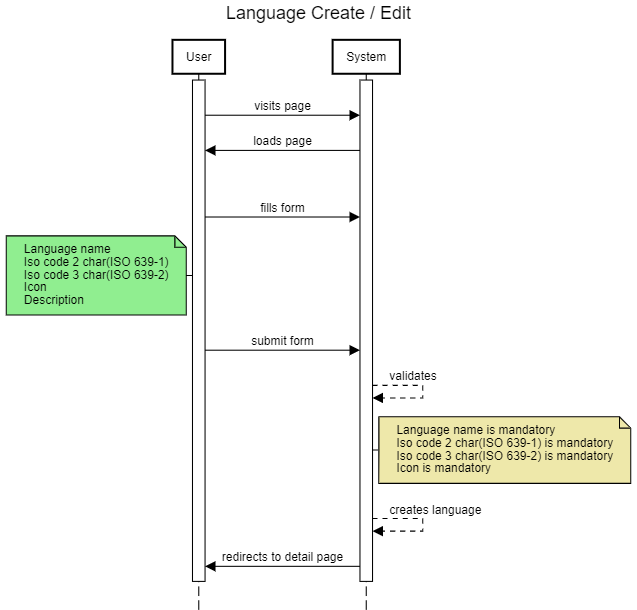 Language Create / Edit
User
System
visits page
loads page
fills form
Language name
Iso code 2 char(ISO 639-1)
Iso code 3 char(ISO 639-2)
Icon
Description
submit form
validates
Language name is mandatory
Iso code 2 char(ISO 639-1) is mandatory
Iso code 3 char(ISO 639-2) is mandatory
Icon is mandatory
creates language
redirects to detail page